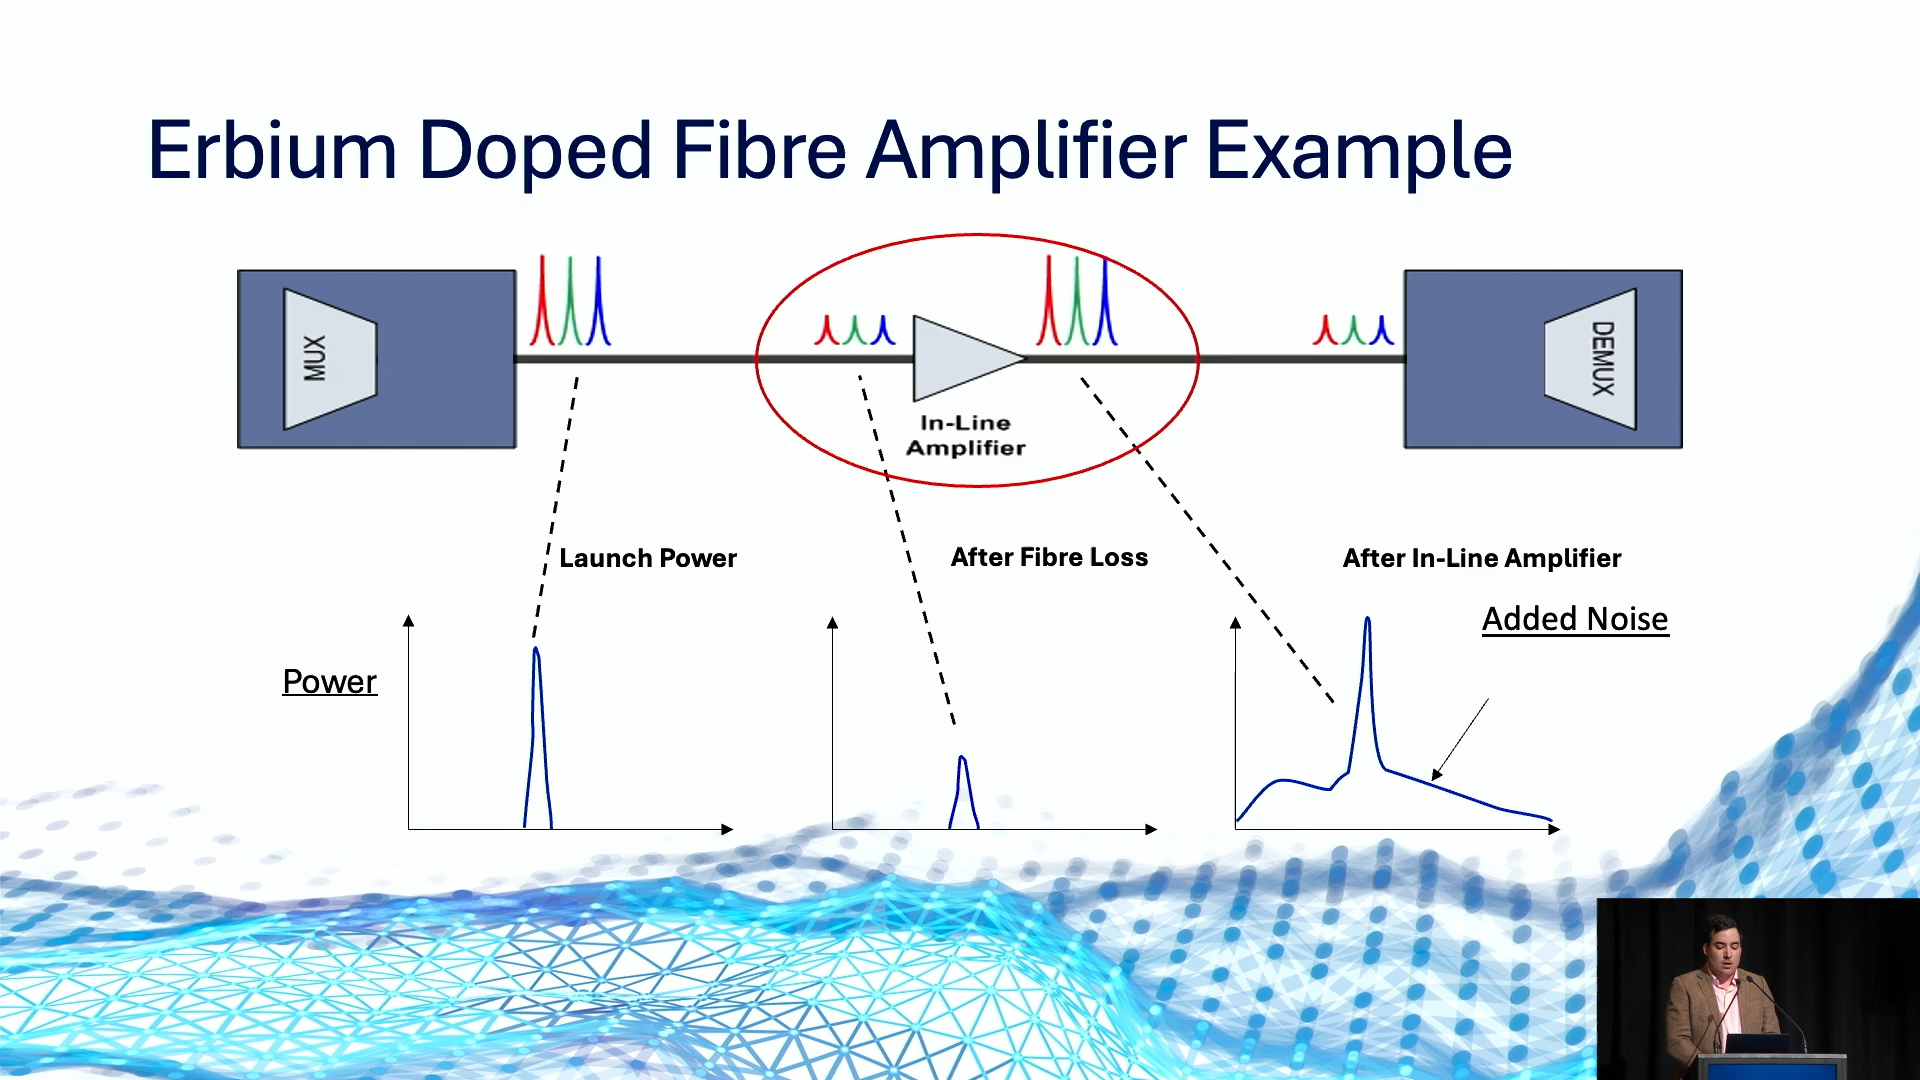 Erbium Doped Fibre Amplifier Example
MUX
DEMUX
In-Line
Amplifier
Launch Power
After Fibre Loss
After In-Line Amplifier
Added Noise
Power